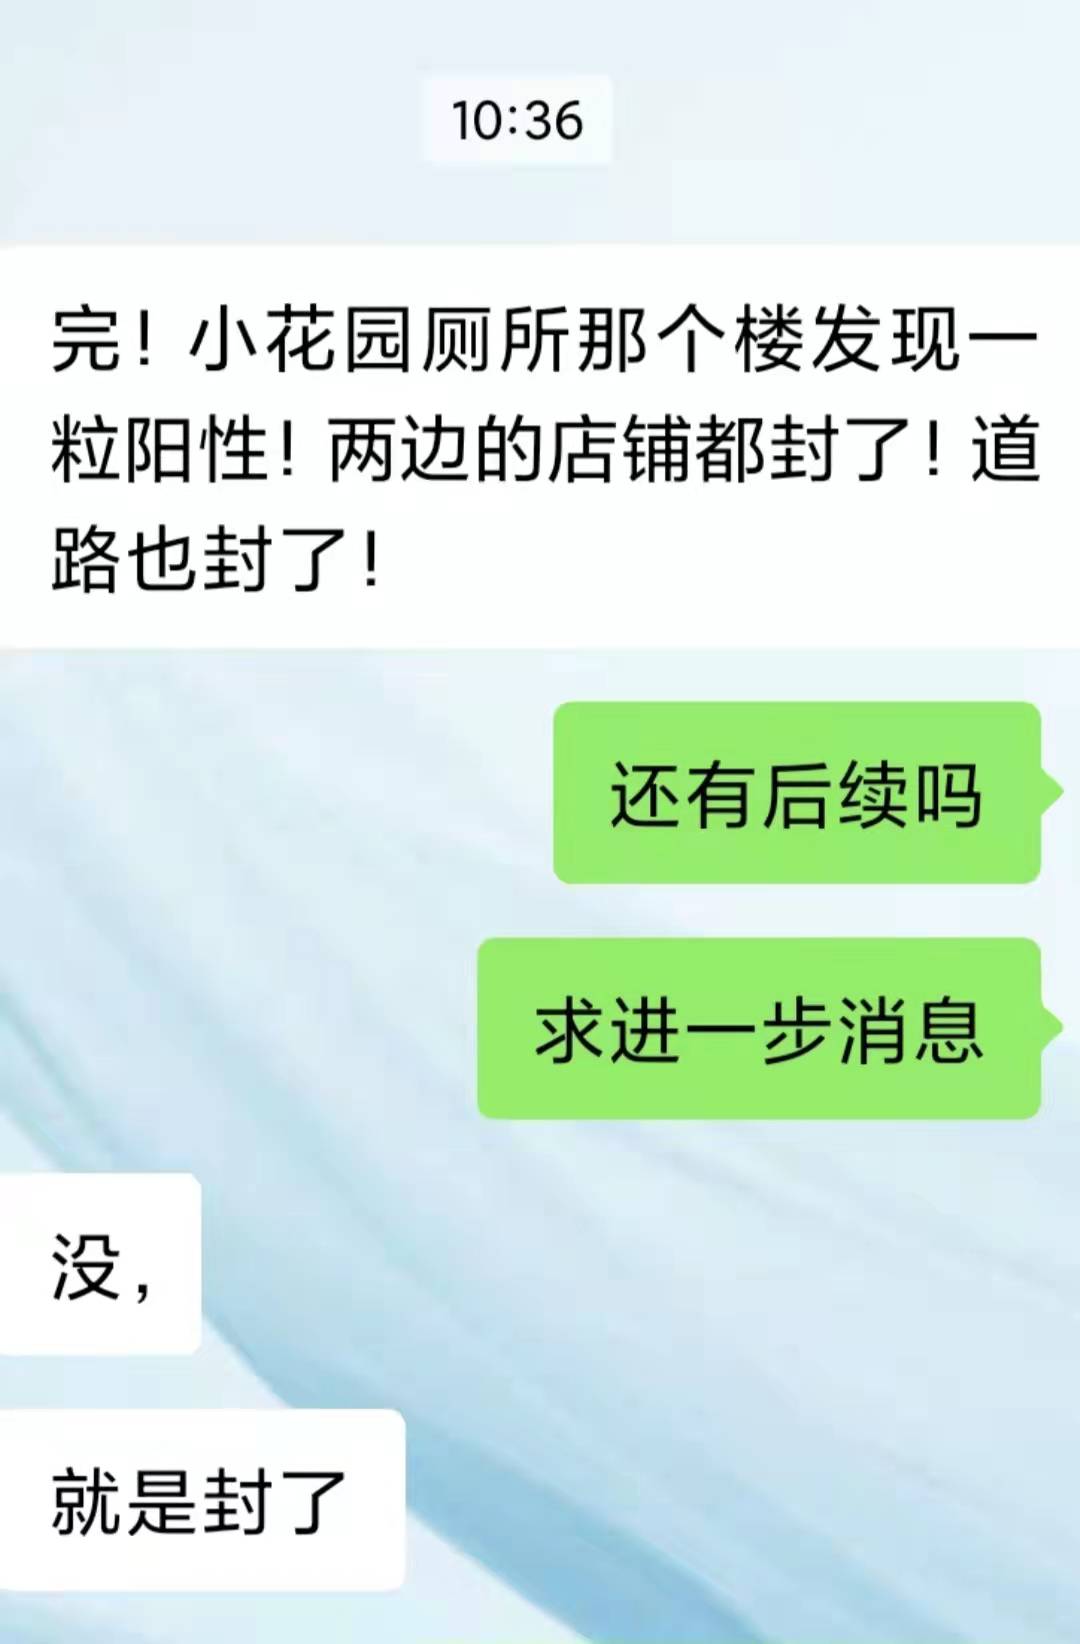 10:36
完！小花园厕所那个楼发现一
粒阳性！两边的店铺都封了！道
路也封了！
还有后续吗
求进一步消息
没，
就是封了